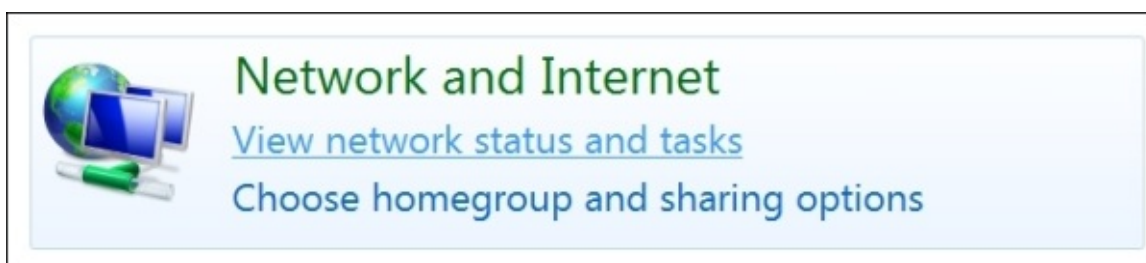 Network and Internet
View network status and tasks
Choose homegroup and sharing options